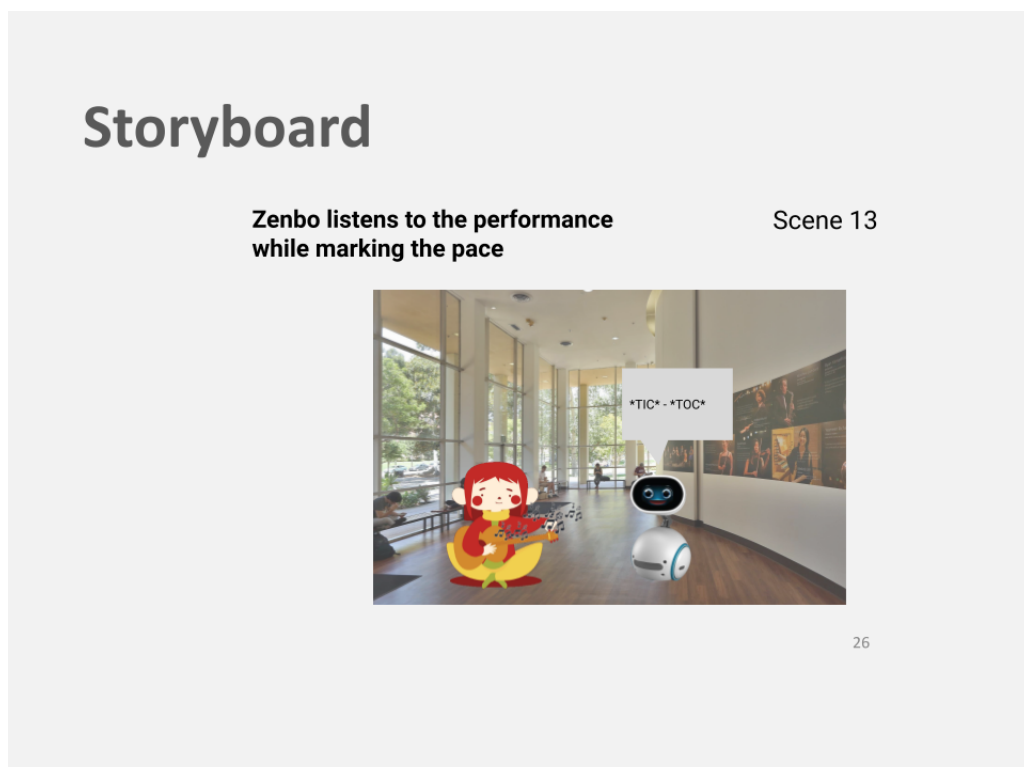 Storyboard
Zenbo listens to the performance
while marking the pace
Scene 13
*TIC* - *TOC*
26